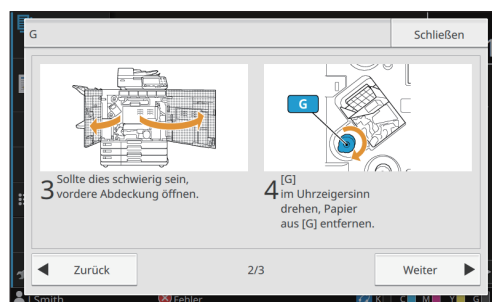 G
Schließen
G
3 Sollte dies schwierig sein,
vordere Abdeckung öffnen.
4 [G]
im Uhrzeigersinn
drehen, Papier
aus [G] entfernen.
Zurück
2/3
Weiter
J.Smith
Fehler
K
C
M
Y
G